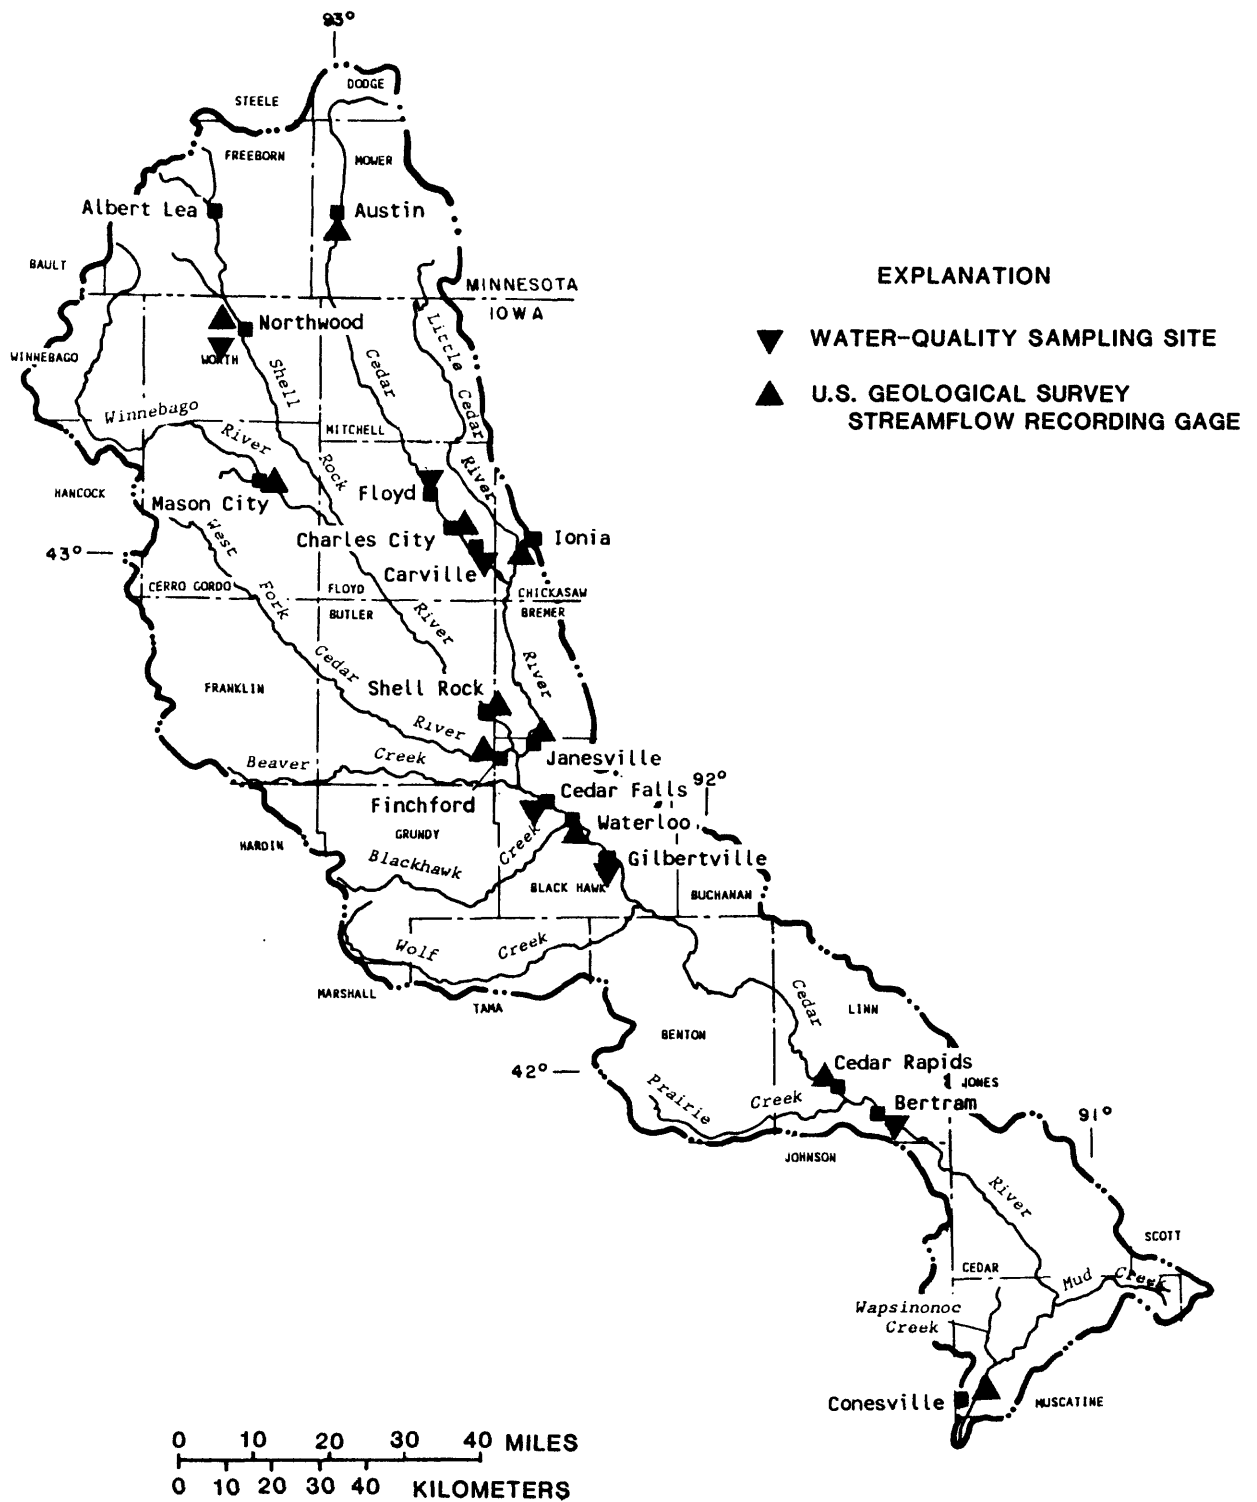 93°
DODGE
STEELE
FREEBORN
MOWER
Albert Lea
Austin
BAULT
MINNESOTA
IOWA
EXPLANATION
Northwood
WATER-QUALITY SAMPLING SITE
WINNEBAGO
WORTH
Little Cedar River
Cedar
Shell Rock River
U.S. GEOLOGICAL SURVEY
STREAMFLOW RECORDING GAGE
Winnebago River
MITCHELL
HANCOCK
Floyd
Mason City
Charles City
Ionia
43°
West Fork Cedar River
Carville
CERRO GORDO
FLOYD
CHICKASAW
BUTLER
BREMER
River
FRANKLIN
Shell Rock
Beaver Creek
Janesville
92°
Finchford
Cedar Falls
GRUNDY
Waterloo
HARDIN
Blackhawk Creek
Gilbertville
BLACK HAWK
BUCHANAN
Wolf Creek
MARSHALL
TAMA
Cedar
LINN
BENTON
42°
Cedar Rapids
JONES
Prairie Creek
Bertram
91°
JOHNSON
River
SCOTT
CEDAR
Mud Creek
Wapsinonoc
Creek
Conesville
MUSCATINE
0 10 20 30 40 MILES
0 10 20 30 40 KILOMETERS